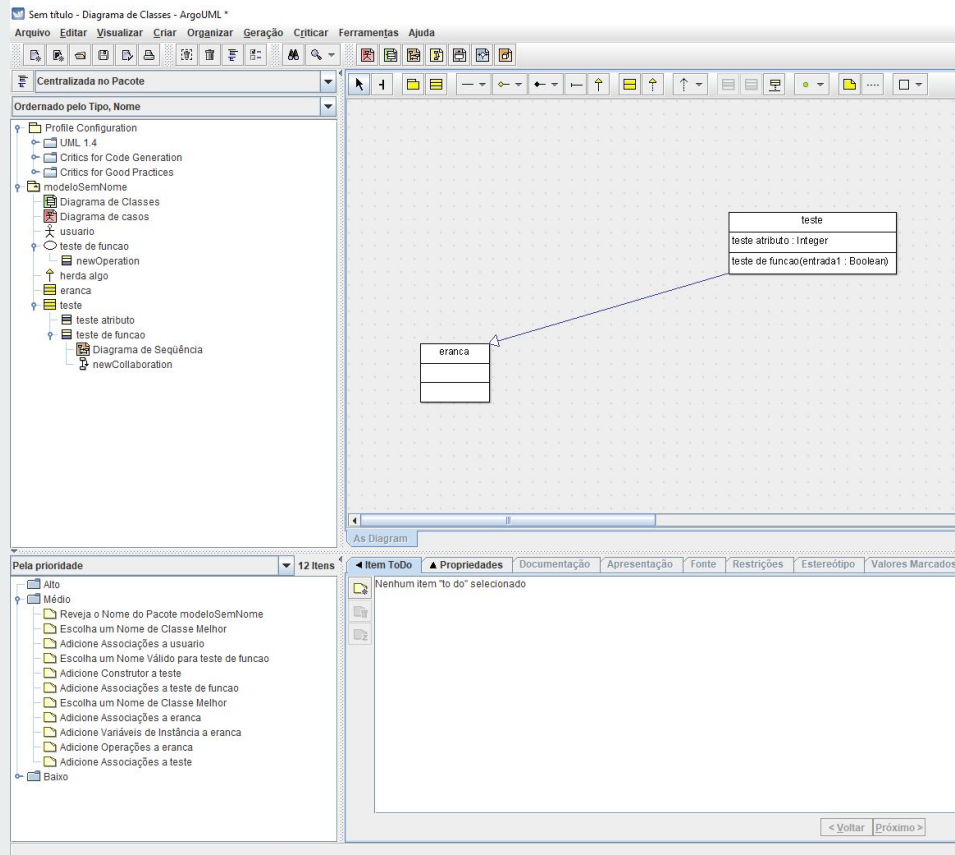 Sem título - Diagrama de Classes - ArgoUML *
Arquivo Editar Visualizar Criar Organizar Geração Criticar Ferramentas Ajuda
Centralizada no Pacote
Ordernado pelo Tipo, Nome
Profile Configuration
UML 1.4
Critics for Code Generation
Critics for Good Practices
modeloSemNome
Diagrama de Classes
Diagrama de casos
usuario
teste de funcao
newOperation
herda algo
eranca
teste
teste atributo
teste de funcao
Diagrama de Seqüência
newCollaboration
teste
teste atributo : Integer
teste de funcao(entrada1 : Boolean)
eranca
As Diagram
Pela prioridade
12 Itens
Alto
Médio
Reveja o Nome do Pacote modeloSemNome
Escolha um Nome de Classe Melhor
Adicione Associações a usuario
Escolha um Nome Válido para teste de funcao
Adicione Construtor a teste
Adicione Associações a teste de funcao
Escolha um Nome de Classe Melhor
Adicione Associações a eranca
Adicione Variáveis de Instância a eranca
Adicione Operações a eranca
Adicione Associações a teste
Baixo
Item ToDo Propriedades Documentação Apresentação Fonte Restrições Estereótipo Valores Marcados
Nenhum item "to do" selecionado
< Voltar Próximo >